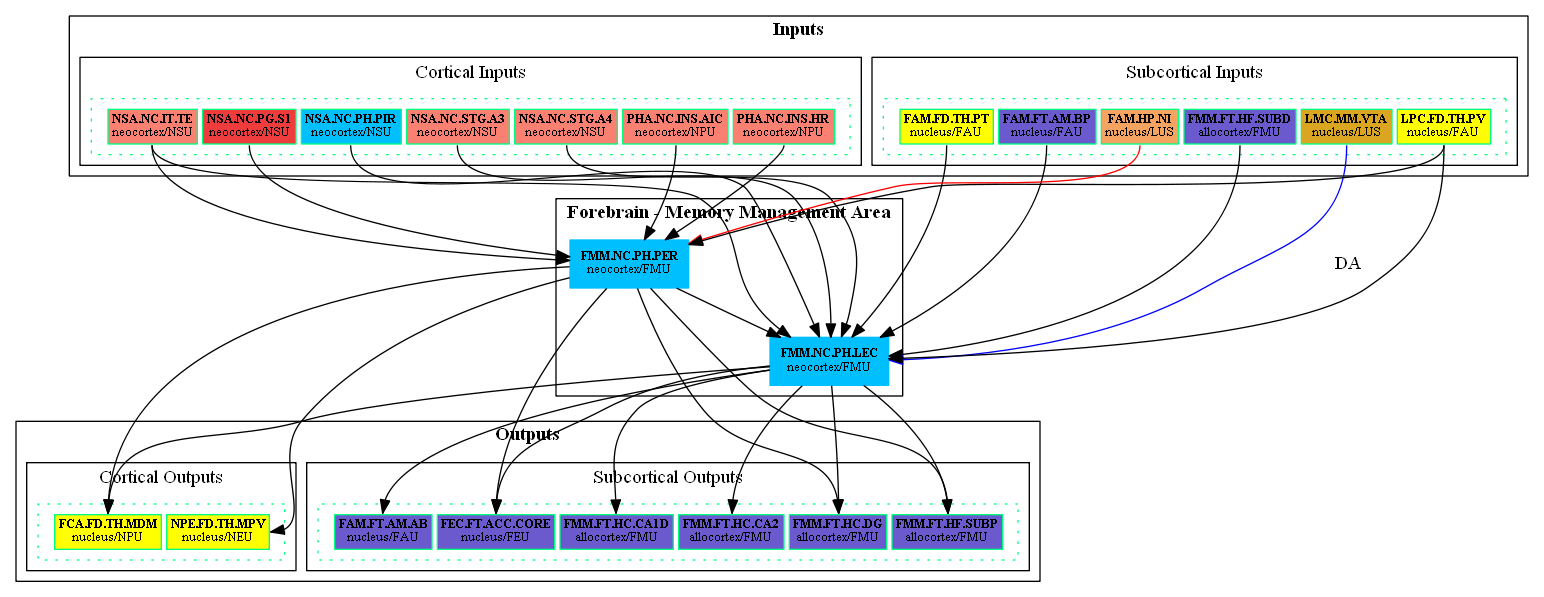 Inputs
Cortical Inputs
Subcortical Inputs
NSA.NC.IT.TE
neocortex/NSU
NSA.NC.PG.S1
neocortex/NSU
NSA.NC.PH.PIR
neocortex/NSU
NSA.NC.STG.A3
neocortex/NSU
NSA.NC.STG.A4
neocortex/NSU
PHA.NC.INS.AIC
neocortex/NPU
PHA.NC.INS.HR
neocortex/NPU
FAM.FD.TH.PT
nucleus/FAU
FAM.FT.AM.BP
nucleus/FAU
FAM.HP.NI
nucleus/LUS
FMM.FT.HF.SUBD
allocortex/FMU
LMC.MM.VTA
nucleus/LUS
LPC.FD.TH.PV
nucleus/FAU
Forebrain - Memory Management Area
FMM.NC.PH.PER
neocortex/FMU
DA
FMM.NC.PH.LEC
neocortex/FMU
Outputs
Cortical Outputs
Subcortical Outputs
FCA.FD.TH.MDM
nucleus/NPU
NPE.FD.TH.MPV
nucleus/NEU
FAM.FT.AM.AB
nucleus/FAU
FEC.FT.ACC.CORE
nucleus/FEU
FMM.FT.HC.CA1D
allocortex/FMU
FMM.FT.HC.CA2
allocortex/FMU
FMM.FT.HC.DG
allocortex/FMU
FMM.FT.HF.SUBP
allocortex/FMU